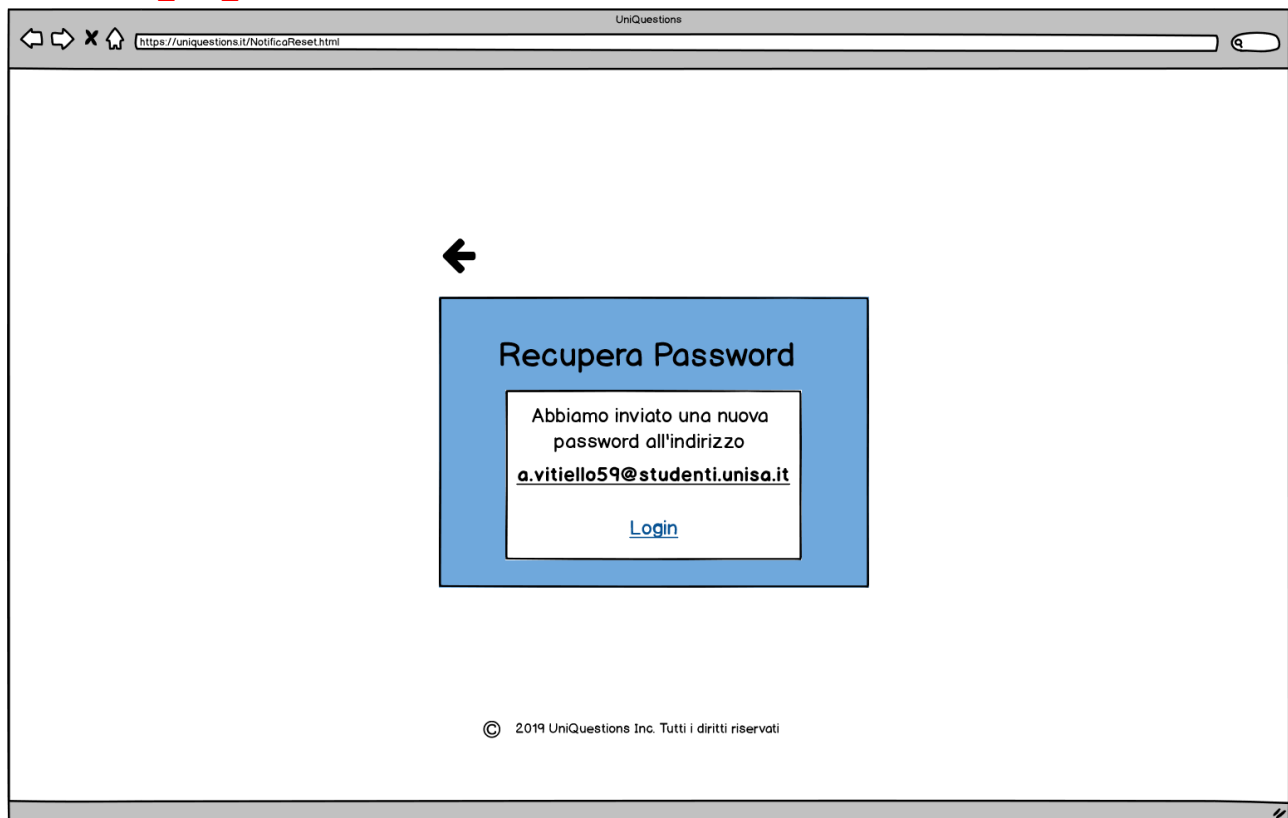 UniQuestions
https://uniquestions.it/NotificaReset.html
Recupera Password
Abbiamo inviato una nuova
password all'indirizzo
a.vitiello59@studenti.unisa.it
Login
© 2019 UniQuestions Inc. Tutti i diritti riservati